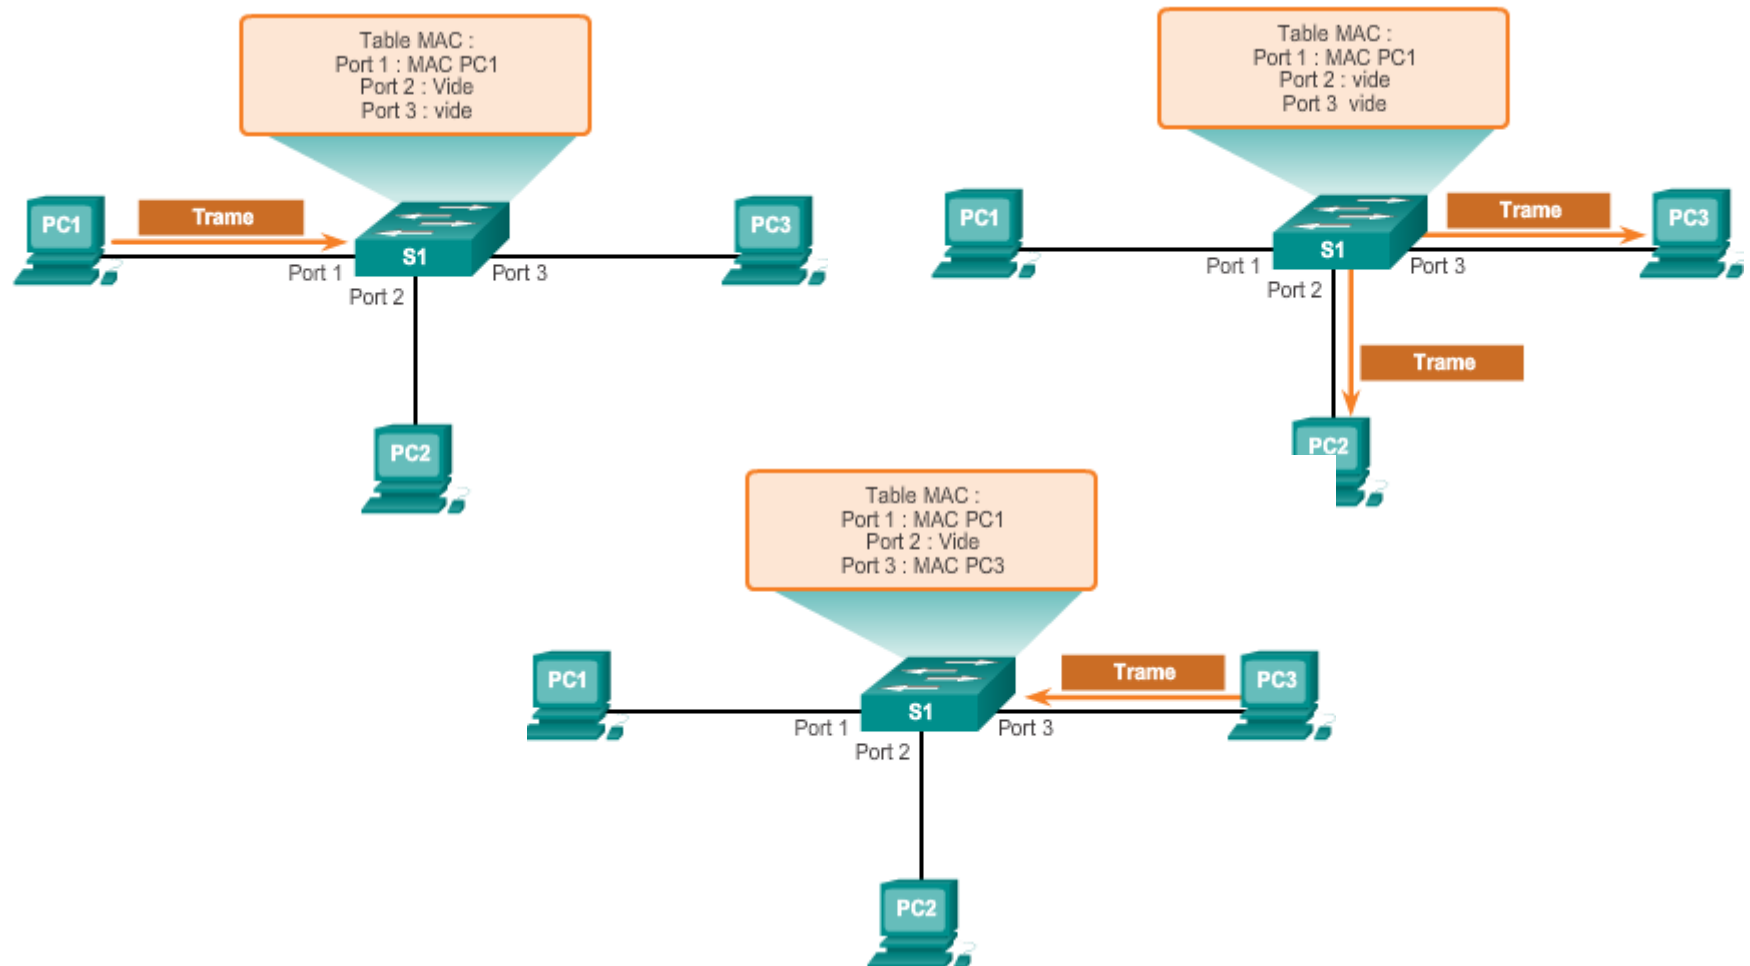 Table MAC :
Port 1 : MAC PC1
Port 2 : Vide
Port 3 : vide
PC1
Trame
S1
PC3
Port 1
Port 2
Port 3
PC2
Table MAC :
Port 1 : MAC PC1
Port 2 : vide
Port 3 vide
PC1
S1
Trame
PC3
Port 1
Port 2
Port 3
Trame
PC2
Table MAC :
Port 1 : MAC PC1
Port 2 : Vide
Port 3 : MAC PC3
PC1
S1
Trame
PC3
Port 1
Port 2
Port 3
PC2